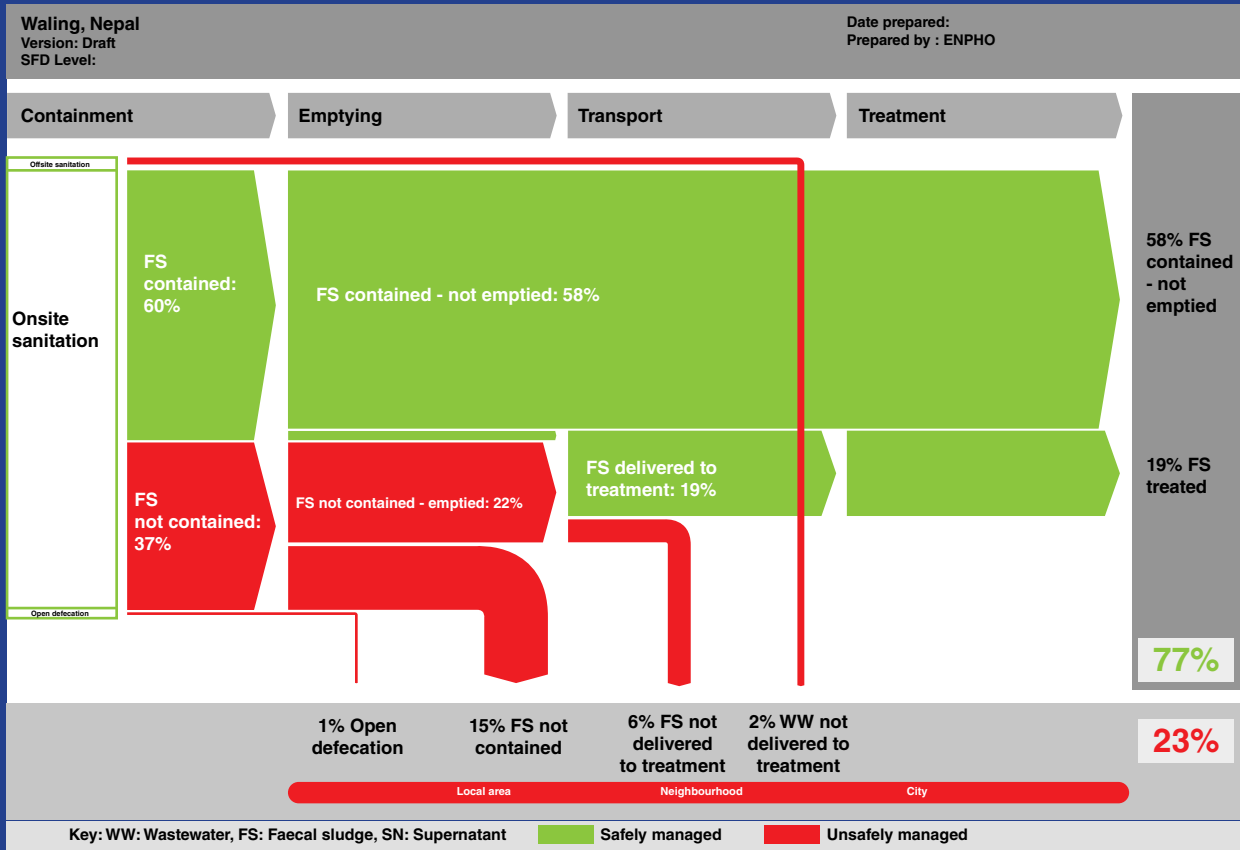 Waling, Nepal
Version: Draft
SFD Level:
Date prepared:
Prepared by : ENPHO
Containment
Emptying
Transport
Treatment
Offsite sanitation
Onsite
sanitation
Open defecation
FS
contained:
60%
FS contained - not emptied: 58%
FS
not contained:
37%
FS not contained - emptied: 22%
FS delivered to
treatment: 19%
58% FS
contained
- not
emptied
19% FS
treated
77%
1% Open
defecation
15% FS not
contained
6% FS not
delivered
to treatment
2% WW not
delivered to
treatment
23%
Local area
Neighbourhood
City
Key: WW: Wastewater, FS: Faecal sludge, SN: Supernatant
Safely managed
Unsafely managed